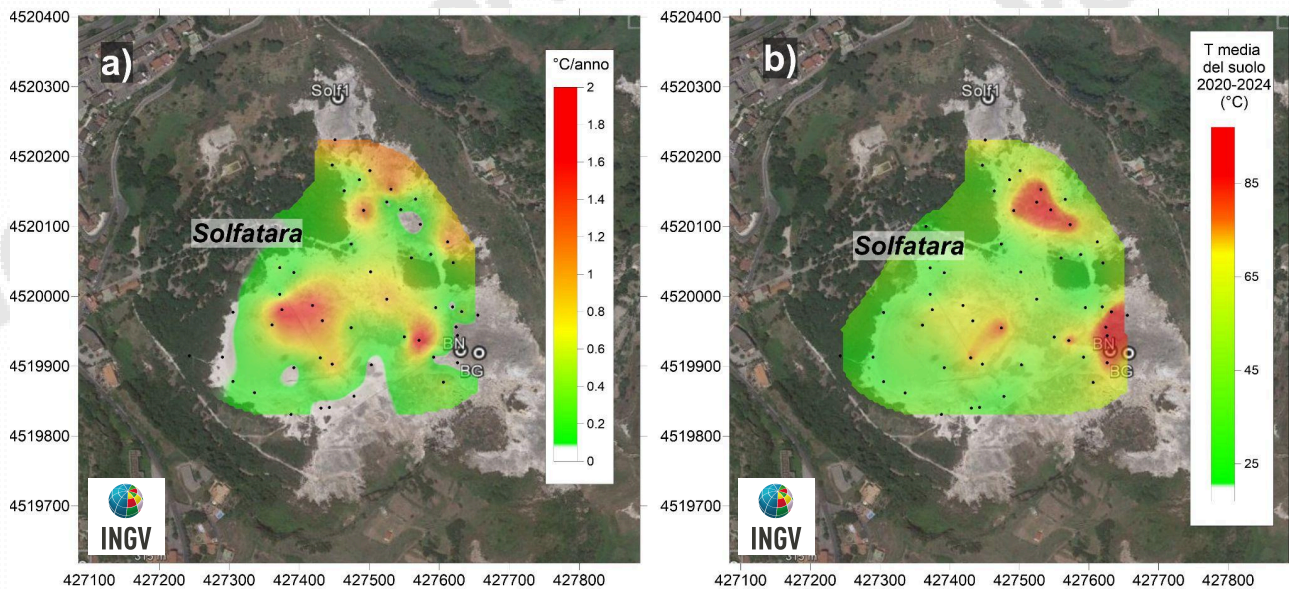 4520400
4520300
4520200
4520100
4520000
4519900
4519800
4519700
a)
Solf1
Solfatara
BN
BG
°C/anno
2
1.8
1.6
1.4
1.2
1
0.8
0.6
0.4
0.2
0
INGV
427100 427200 427300 427400 427500 427600 427700 427800
4520400
4520300
4520200
4520100
4520000
4519900
4519800
4519700
b)
Solf1
Solfatara
BN
BG
T media
del suolo
2020-2024
(°C)
85
65
45
25
INGV
427100 427200 427300 427400 427500 427600 427700 427800